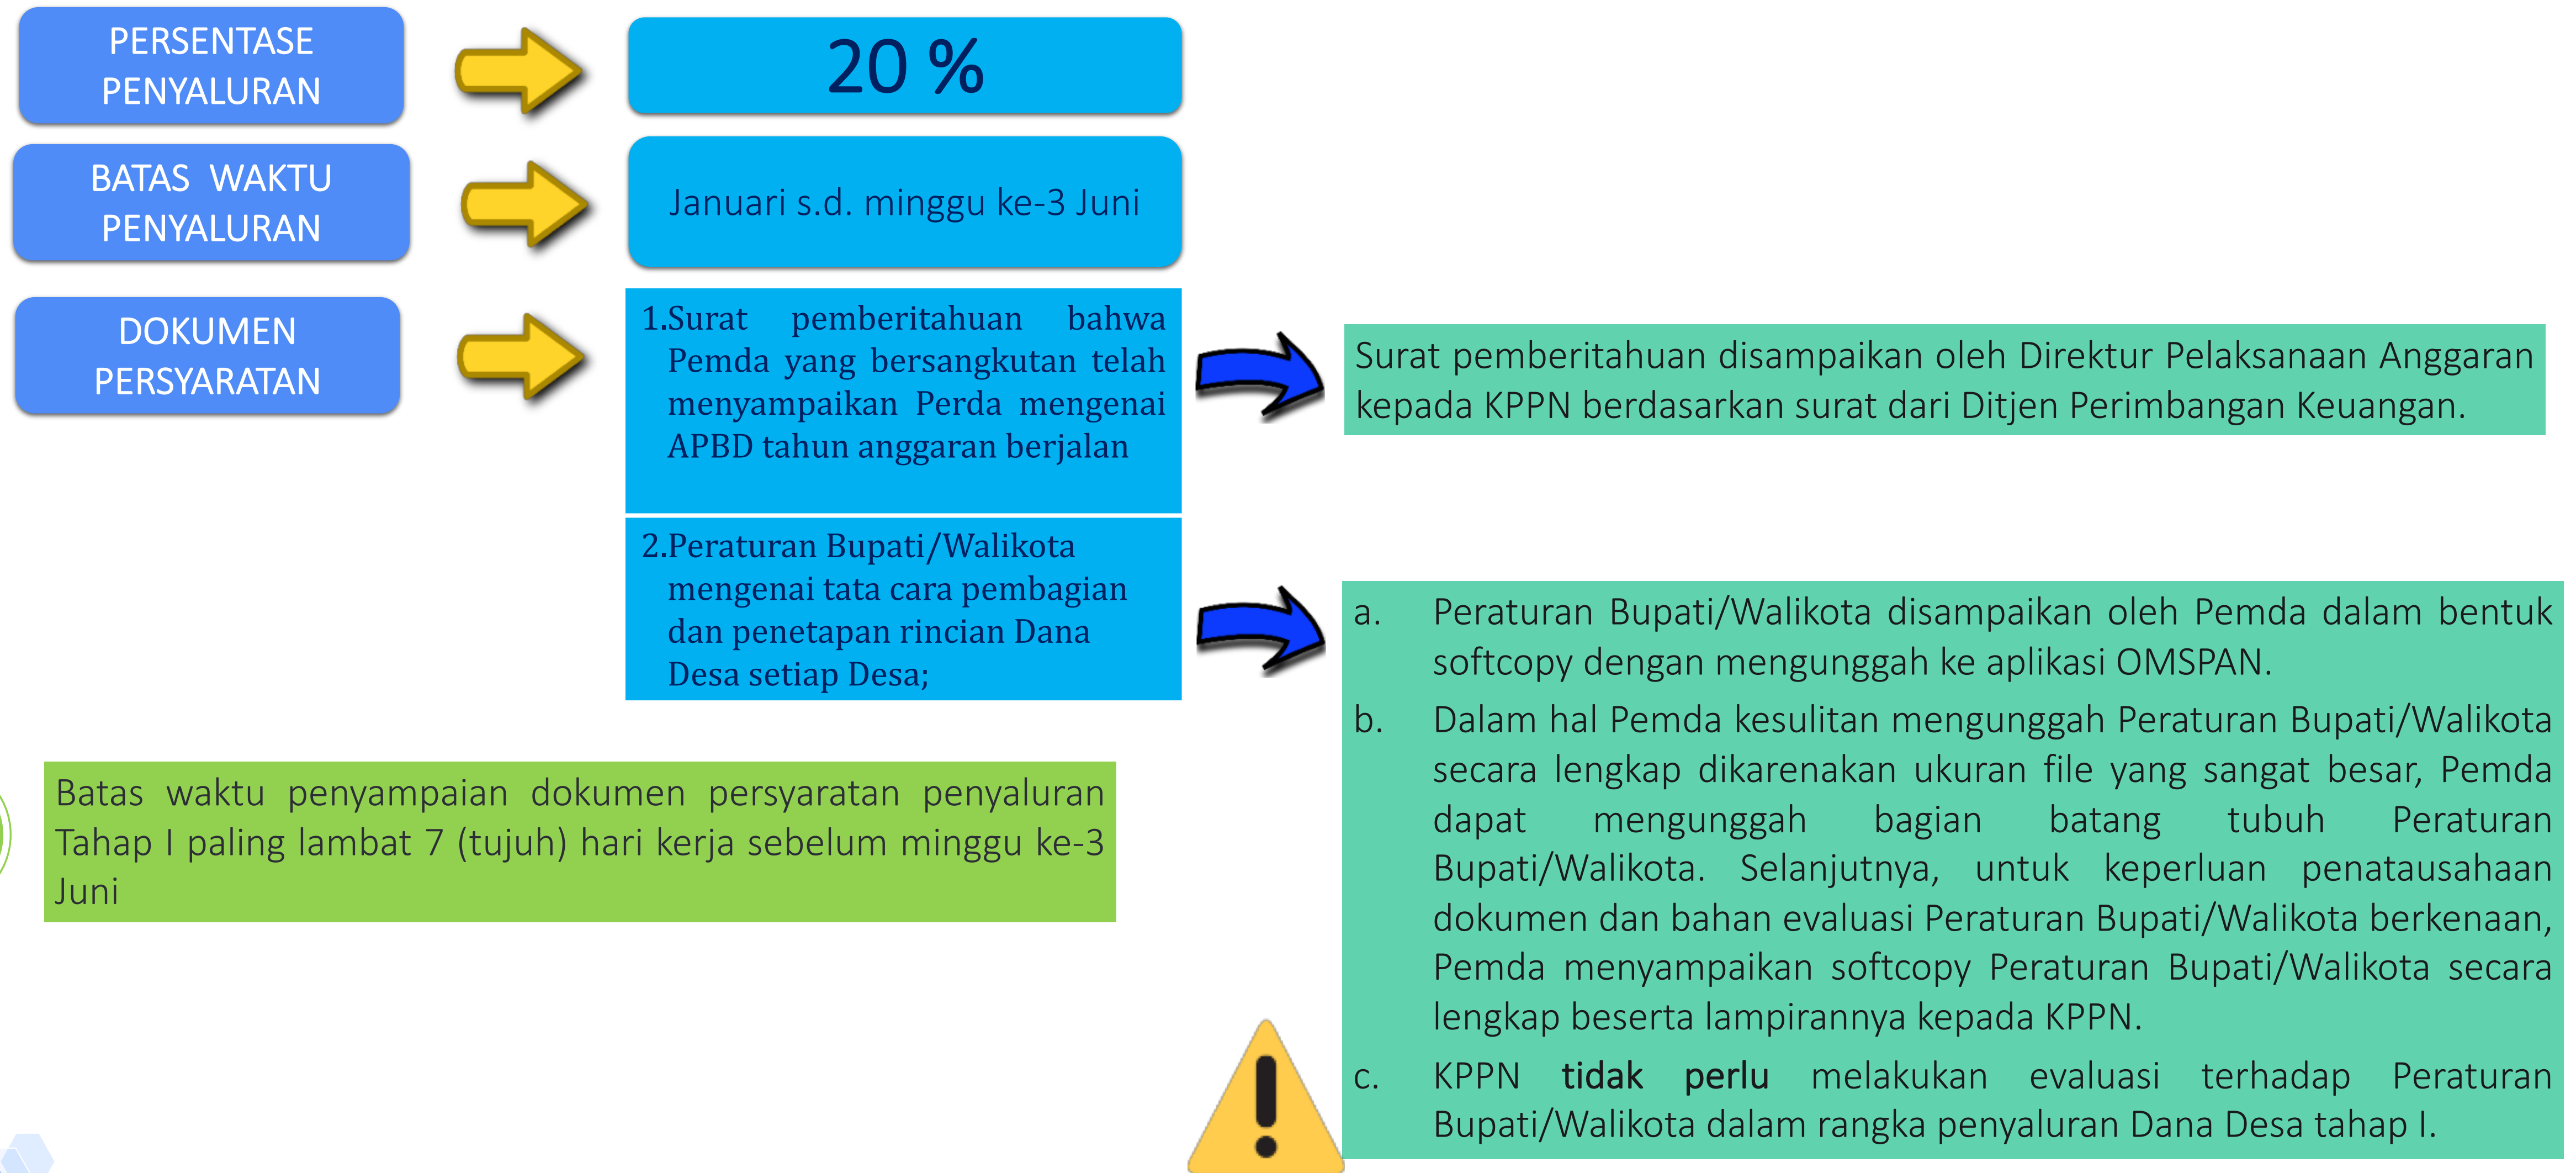 PERSENTASE
PENYALURAN
20 %
BATAS WAKTU
PENYALURAN
Januari s.d. minggu ke-3 Juni
DOKUMEN
PERSYARATAN
1.Surat pemberitahuan bahwa
Pemda yang bersangkutan telah
menyampaikan Perda mengenai
APBD tahun anggaran berjalan
Surat pemberitahuan disampaikan oleh Direktur Pelaksanaan Anggaran
kepada KPPN berdasarkan surat dari Ditjen Perimbangan Keuangan.
2.Peraturan Bupati/Walikota
mengenai tata cara pembagian
dan penetapan rincian Dana
Desa setiap Desa;
a. Peraturan Bupati/Walikota disampaikan oleh Pemda dalam bentuk
softcopy dengan mengunggah ke aplikasi OMSPAN.
b. Dalam hal Pemda kesulitan mengunggah Peraturan Bupati/Walikota
secara lengkap dikarenakan ukuran file yang sangat besar, Pemda
dapat mengunggah bagian batang tubuh Peraturan
Bupati/Walikota. Selanjutnya, untuk keperluan penatausahaan
dokumen dan bahan evaluasi Peraturan Bupati/Walikota berkenaan,
Pemda menyampaikan softcopy Peraturan Bupati/Walikota secara
lengkap beserta lampirannya kepada KPPN.
c. KPPN tidak perlu melakukan evaluasi terhadap Peraturan
Bupati/Walikota dalam rangka penyaluran Dana Desa tahap I.
Batas waktu penyampaian dokumen persyaratan penyaluran
Tahap I paling lambat 7 (tujuh) hari kerja sebelum minggu ke-3
Juni